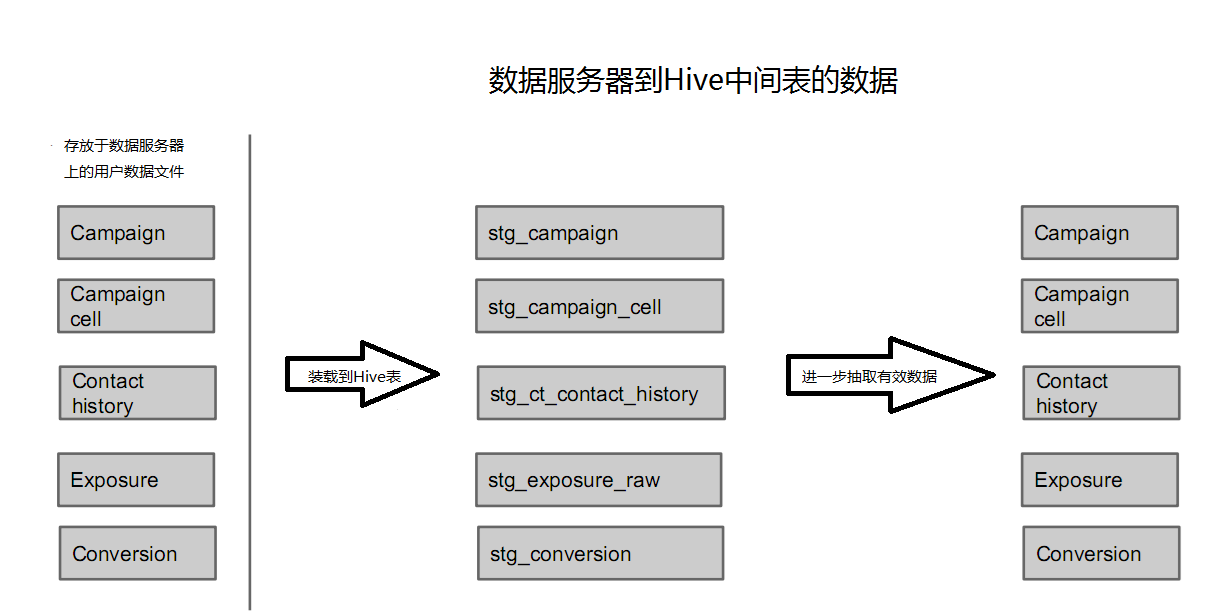 数据服务器到Hive中间表的数据
存放于数据服务器
上的用户数据文件
Campaign
stg_campaign
Campaign
Campaign
cell
stg_campaign_cell
Campaign
cell
Contact
history
装载到Hive表
stg_ct_contact_history
进一步抽取有效数据
Contact
history
Exposure
stg_exposure_raw
Exposure
Conversion
stg_conversion
Conversion